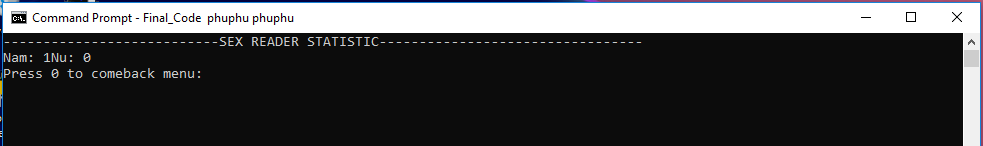 Command Prompt - Final_Code phuphu phuphu
---------------------------SEX READER STATISTIC---------------------------------
Nam: 1Nu: 0
Press 0 to comeback menu: